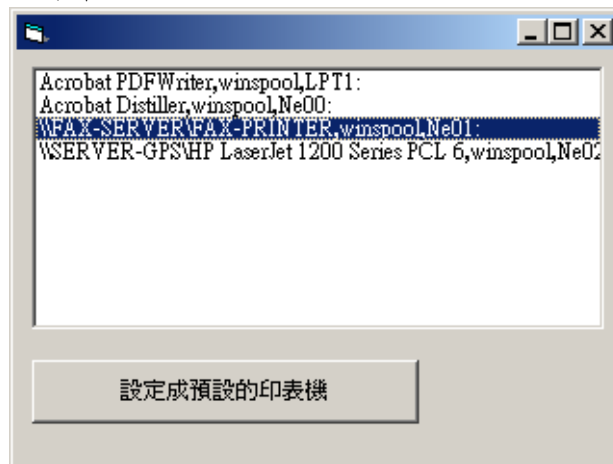 Acrobat PDFWriter,winspool,LPT1:
Acrobat Distiller,winspool,Ne00:
\\FAX-SERVER\FAX-PRINTER,winspool,Ne01:
\\SERVER-GPS\HP LaserJet 1200 Series PCL 6,winspool,Ne02
設定成預設的印表機